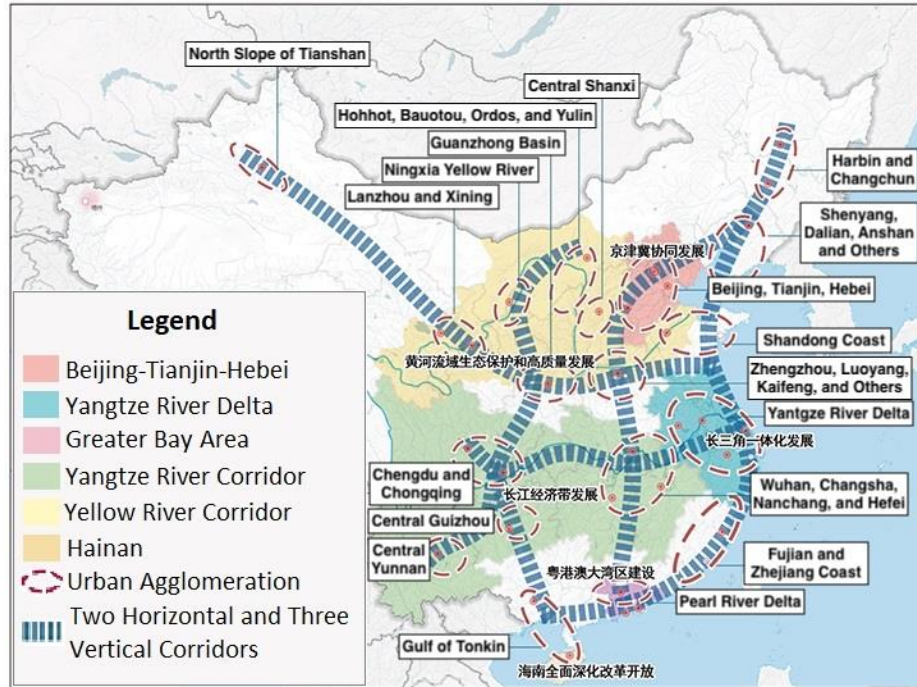 North Slope of Tianshan
Central Shanxi
Hohhot, Bauotou, Ordos, and Yulin
Guanzhong Basin
Ningxia Yellow River
Lanzhou and Xining
Harbin and
Changchun
Shenyang,
Dalian, Anshan
and Others
京津冀协同发展
Beijing, Tianjin, Hebei
Shandong Coast
黄河流域生态保护和高质量发展
Zhengzhou, Luoyang,
Kaifeng, and Others
Yantgze River Delta
长三角一体化发展
Chengdu and
Chongqing
长江经济带发展
Wuhan, Changsha,
Nanchang, and Hefei
Central Guizhou
Central
Yunnan
粤港澳大湾区建设
Fujian and
Zhejiang Coast
Pearl River Delta
Gulf of Tonkin
海南全面深化改革开放
Legend
Beijing-Tianjin-Hebei
Yangtze River Delta
Greater Bay Area
Yangtze River Corridor
Yellow River Corridor
Hainan
Urban Agglomeration
Two Horizontal and Three
Vertical Corridors